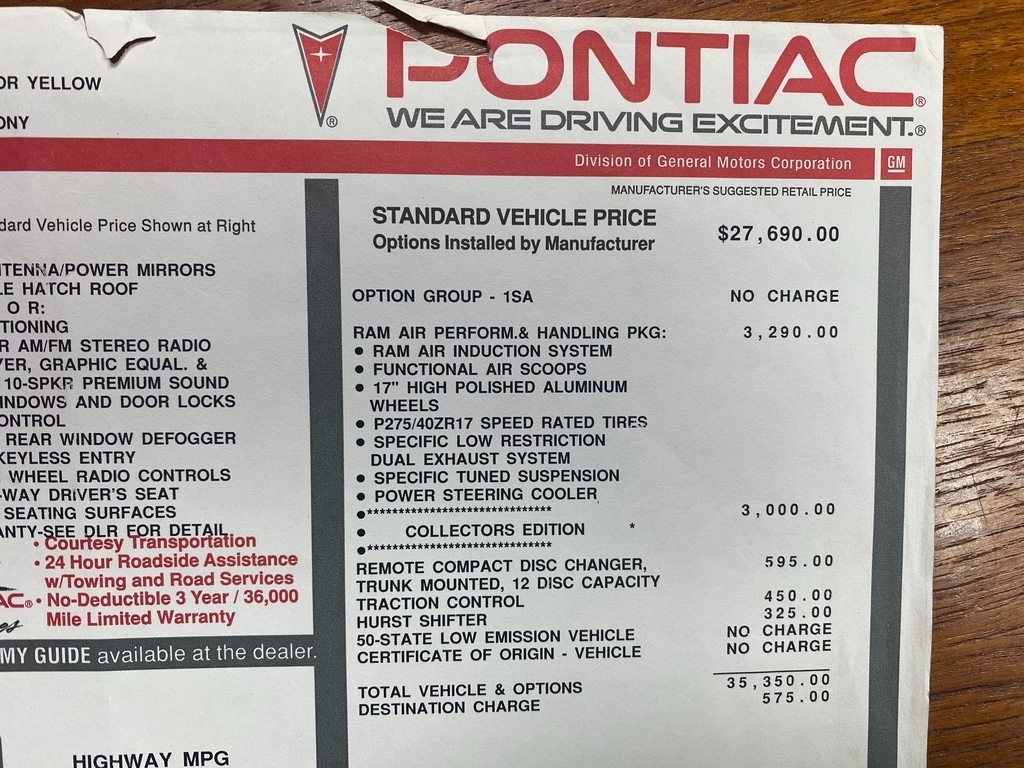 OR YELLOW
ONY
PONTIAC®
WE ARE DRIVING EXCITEMENT.®
®
Division of General Motors Corporation
GM
dard Vehicle Price Shown at Right
TENNA/POWER MIRRORS
LE HATCH ROOF
O R:
TIONING
R AM/FM STEREO RADIO
YER, GRAPHIC EQUAL. &
10-SPKR PREMIUM SOUND
INDOWS AND DOOR LOCKS
ONTROL
REAR WINDOW DEFOGGER
KEYLESS ENTRY
WHEEL RADIO CONTROLS
-WAY DRIVER'S SEAT
SEATING SURFACES
ANTY-SEE DLR FOR DETAIL
• Courtesy Transportation
• 24 Hour Roadside Assistance
w/Towing and Road Services
AC® • No-Deductible 3 Year / 36,000
Mile Limited Warranty
es
MY GUIDE available at the dealer.
HIGHWAY MPG
MANUFACTURER'S SUGGESTED RETAIL PRICE
STANDARD VEHICLE PRICE $27,690.00
Options Installed by Manufacturer
OPTION GROUP - 1SA NO CHARGE
RAM AIR PERFORM.& HANDLING PKG: 3,290.00
● RAM AIR INDUCTION SYSTEM
● FUNCTIONAL AIR SCOOPS
● 17" HIGH POLISHED ALUMINUM
WHEELS
● P275/40ZR17 SPEED RATED TIRES
● SPECIFIC LOW RESTRICTION
DUAL EXHAUST SYSTEM
● SPECIFIC TUNED SUSPENSION
● POWER STEERING COOLER
●****************************** 3,000.00
● COLLECTORS EDITION *
●******************************
REMOTE COMPACT DISC CHANGER, 595.00
TRUNK MOUNTED, 12 DISC CAPACITY
TRACTION CONTROL 450.00
HURST SHIFTER 325.00
50-STATE LOW EMISSION VEHICLE NO CHARGE
CERTIFICATE OF ORIGIN - VEHICLE NO CHARGE
TOTAL VEHICLE & OPTIONS 35,350.00
DESTINATION CHARGE 575.00